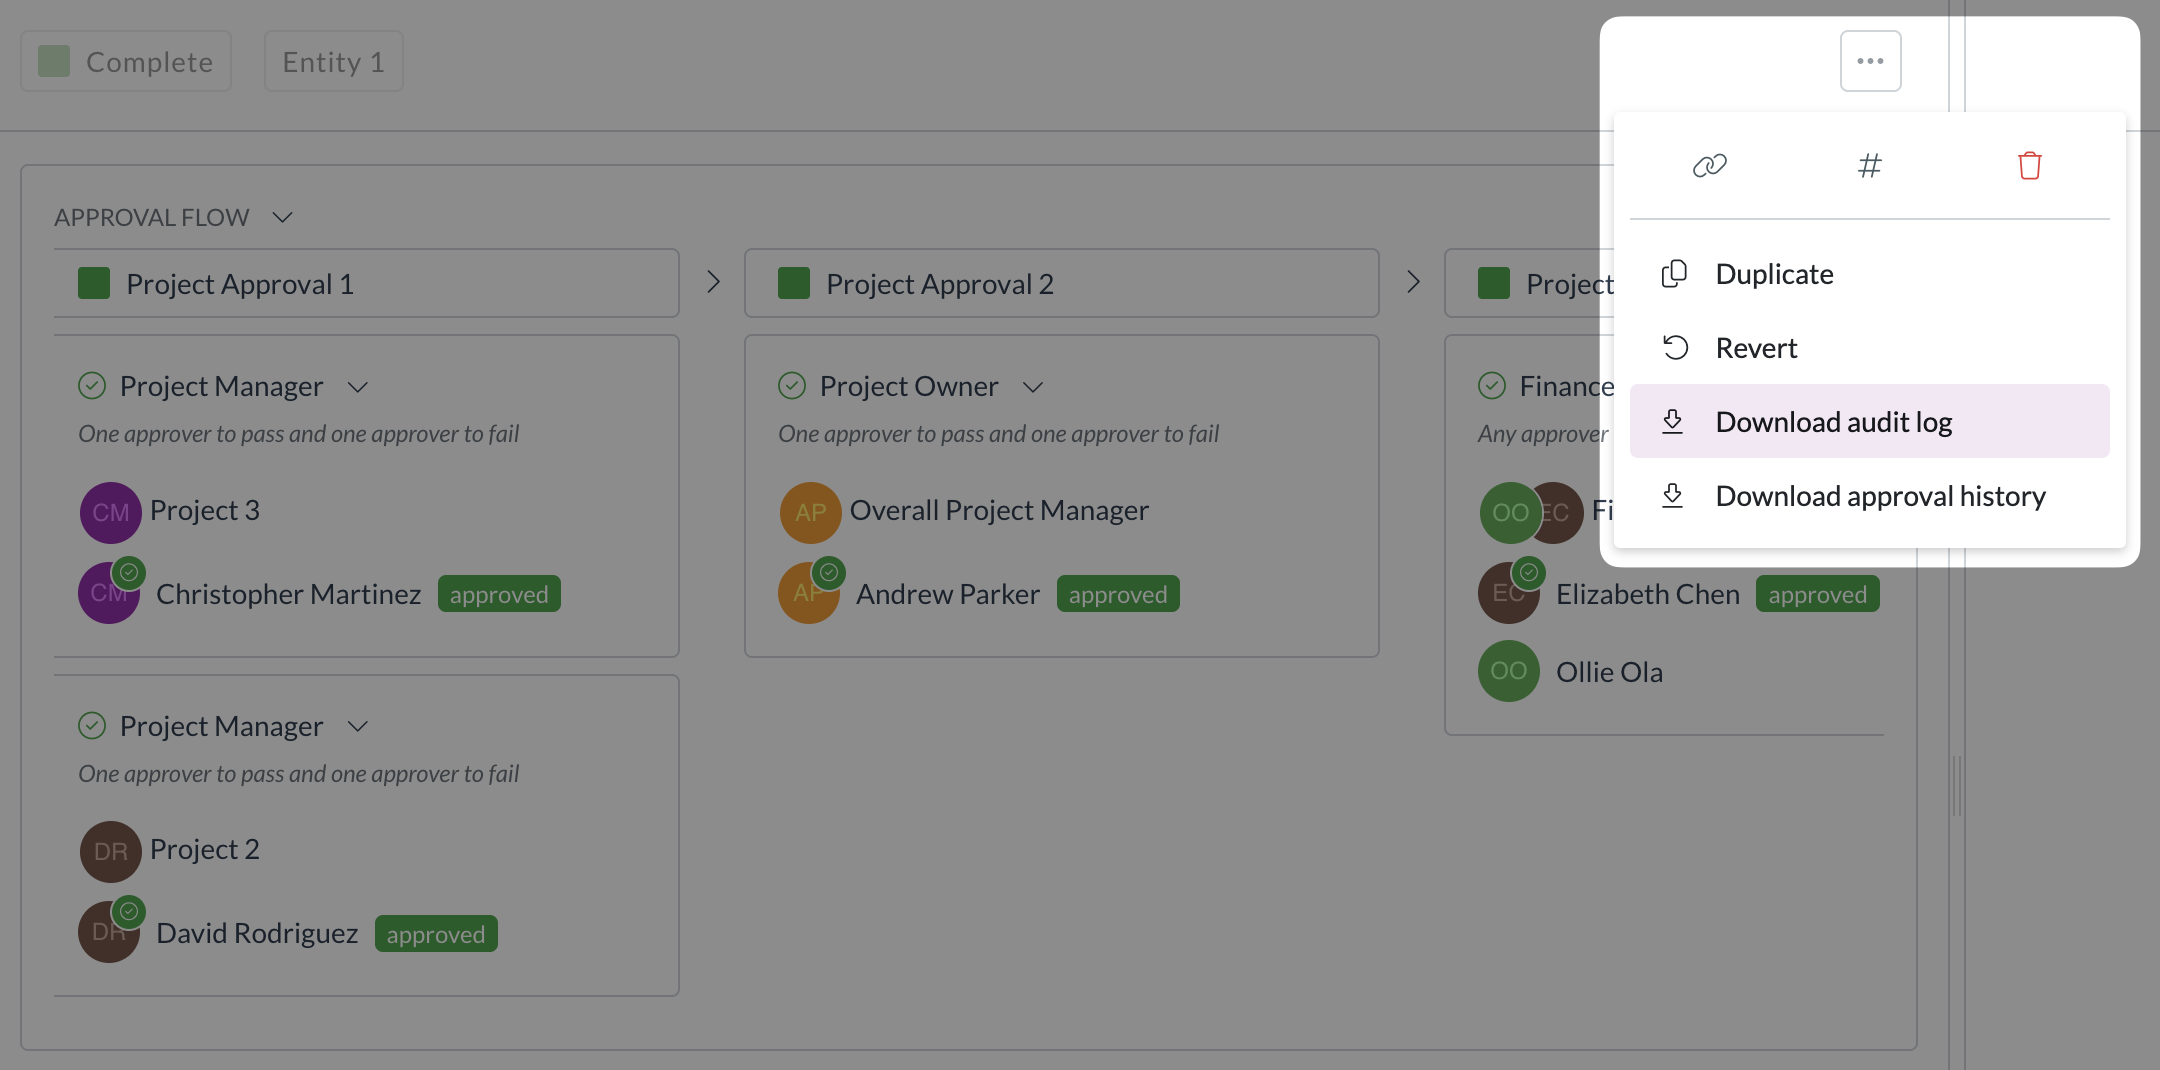 Complete
Entity 1
APPROVAL FLOW
Project Approval 1
Project Approval 2
Project
Project Manager
One approver to pass and one approver to fail
CM
Project 3
CM
Christopher Martinez
approved
Project Manager
One approver to pass and one approver to fail
DR
Project 2
DR
David Rodriguez
approved
Project Owner
One approver to pass and one approver to fail
AP
Overall Project Manager
AP
Andrew Parker
approved
Finance
Any approver
OO
EC
Fi
EC
Elizabeth Chen
approved
OO
Ollie Ola
#
Duplicate
Revert
Download audit log
Download approval history